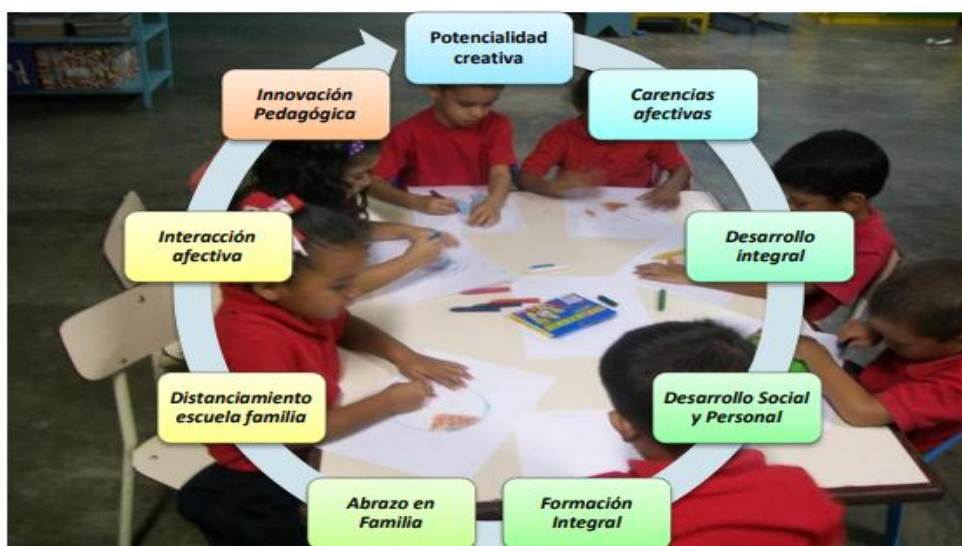 Potencialidad
creativa
Carencias
afectivas
Desarrollo
integral
Desarrollo Social
y Personal
Formación
Integral
Abrazo en
Familia
Distanciamiento
escuela familia
Interacción
afectiva
Innovación
Pedagógica